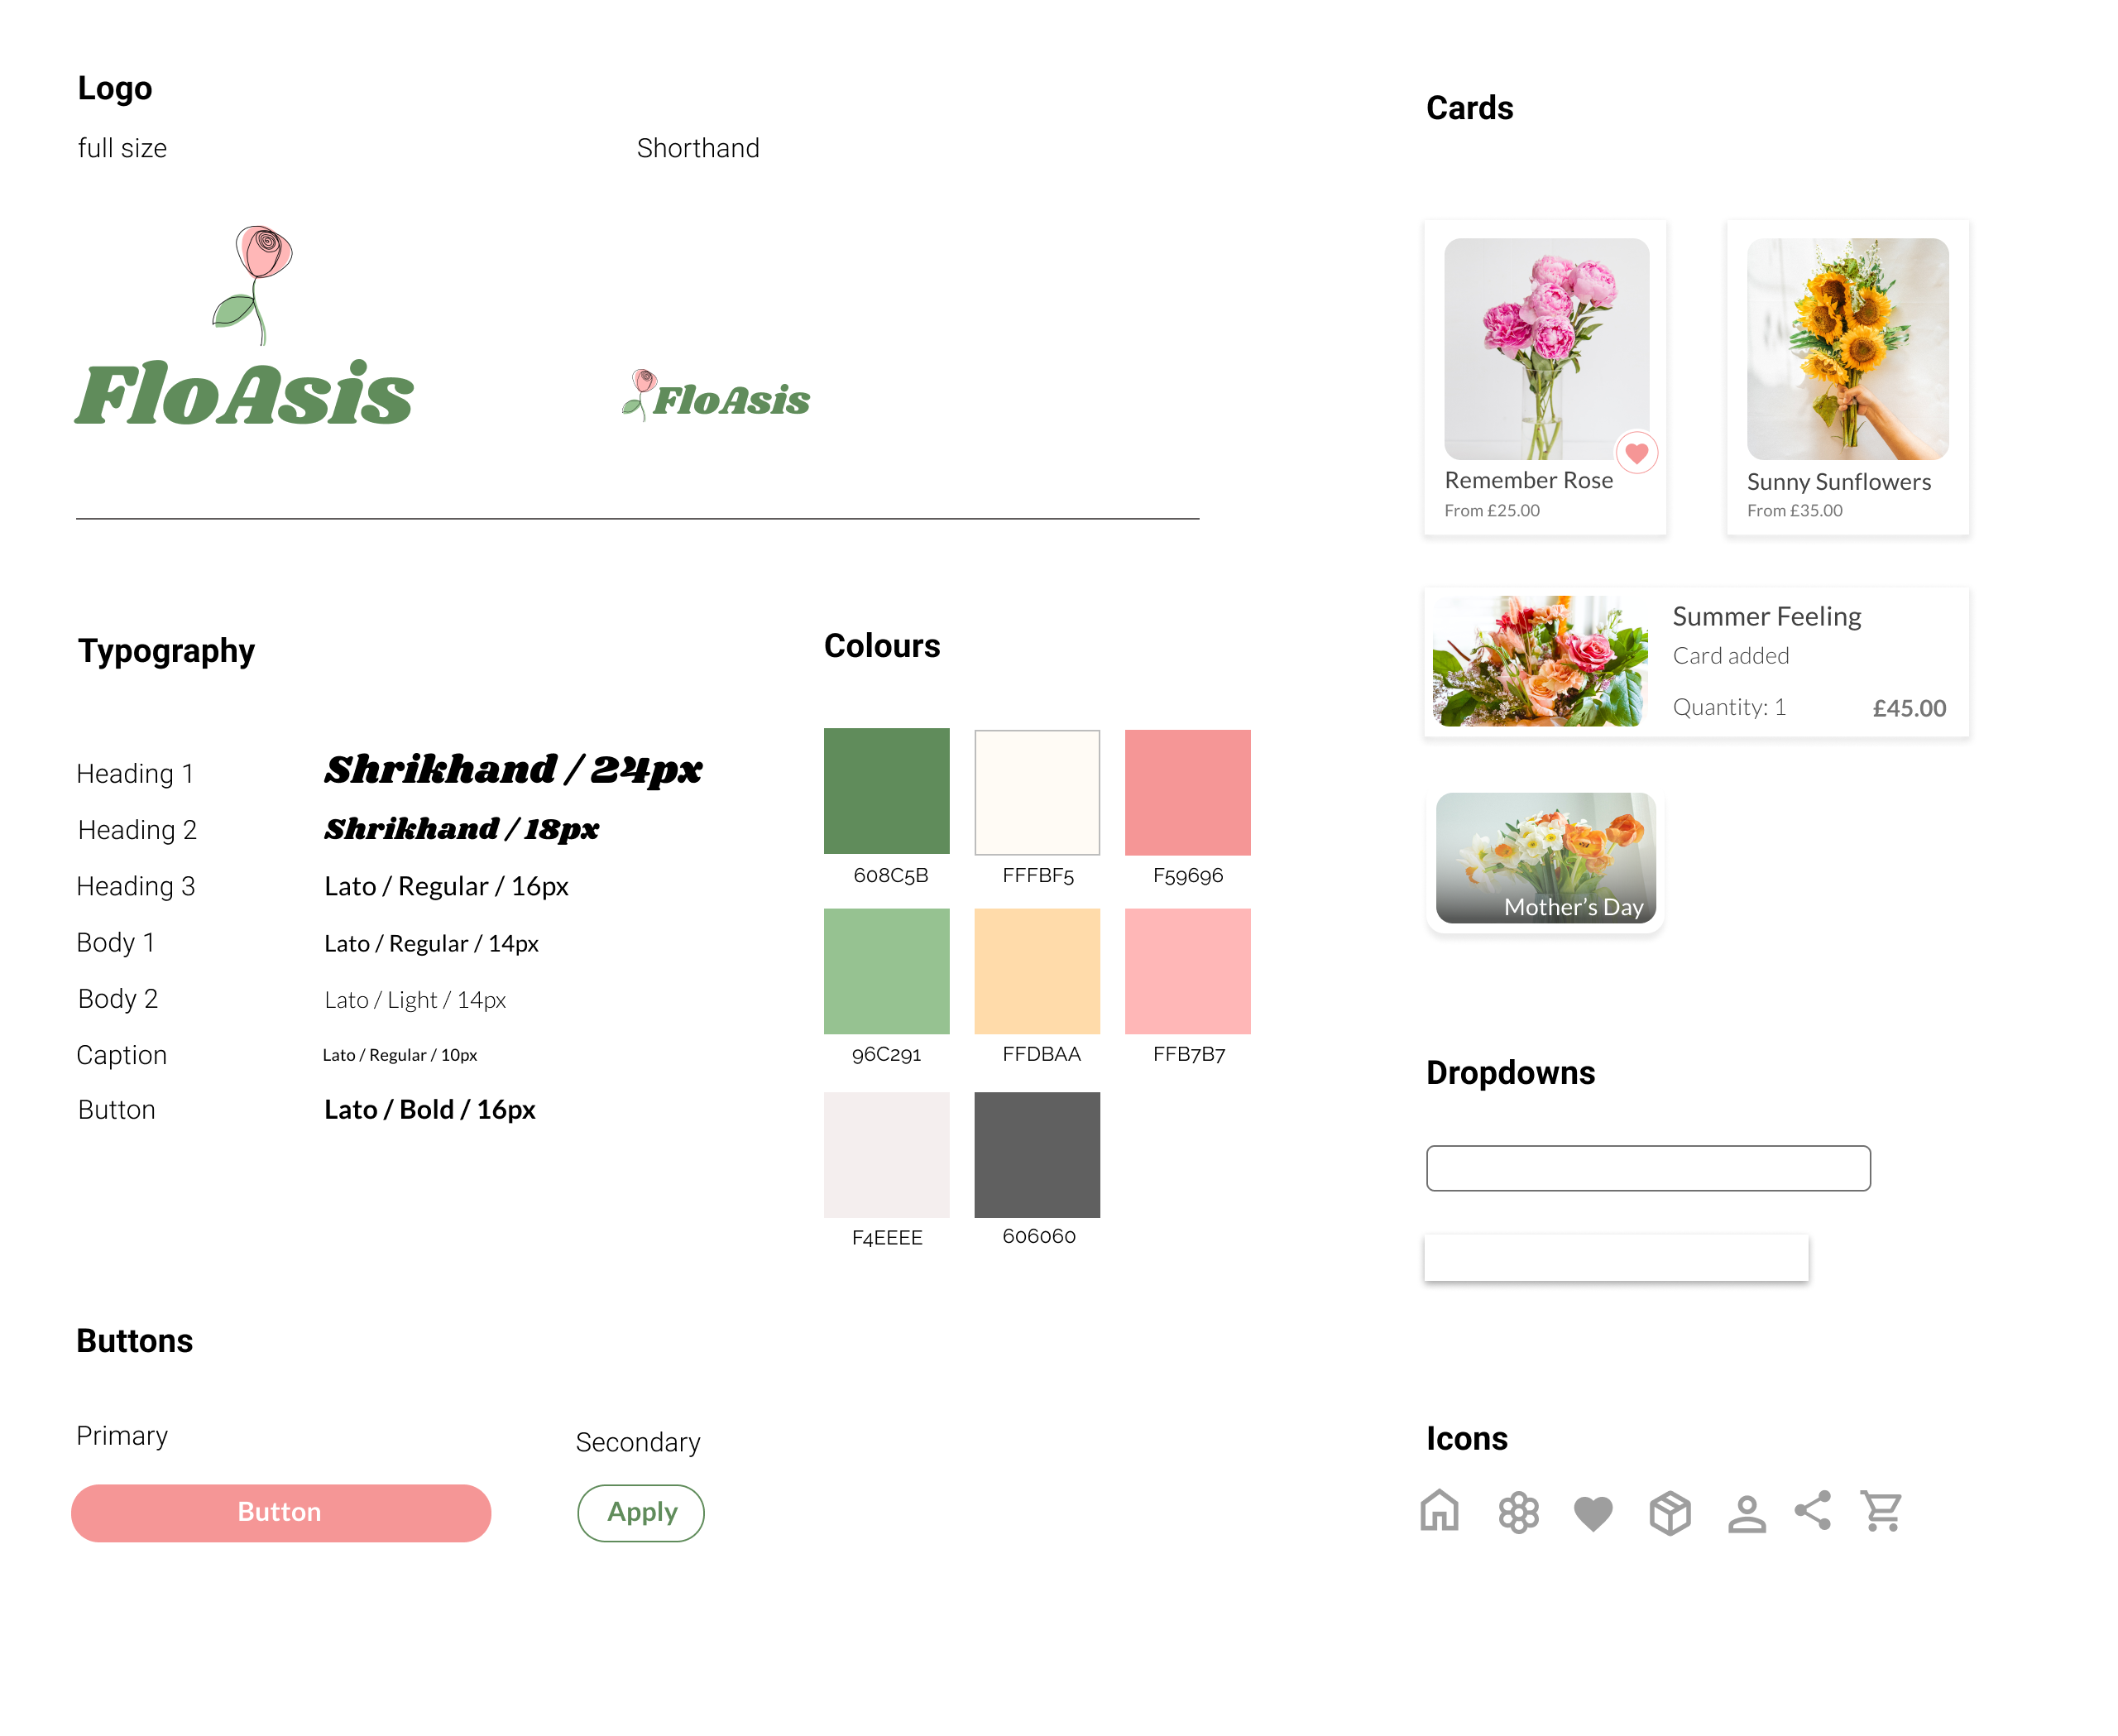 Logo
full size
Shorthand
FloAsis
FloAsis
Typography
Heading 1
Shrikhand / 24px
Heading 2
Shrikhand / 18px
Heading 3
Lato / Regular / 16px
Body 1
Lato / Regular / 14px
Body 2
Lato / Light / 14px
Caption
Lato / Regular / 10px
Button
Lato / Bold / 16px
Colours
608C5B
FFFBF5
F59696
96C291
FFDBAA
FFB7B7
F4EEEE
606060
Buttons
Primary
Button
Secondary
Apply
Cards
Remember Rose
From £25.00
Sunny Sunflowers
From £35.00
Summer Feeling
Card added
Quantity: 1
£45.00
Mother’s Day
Dropdowns
Icons